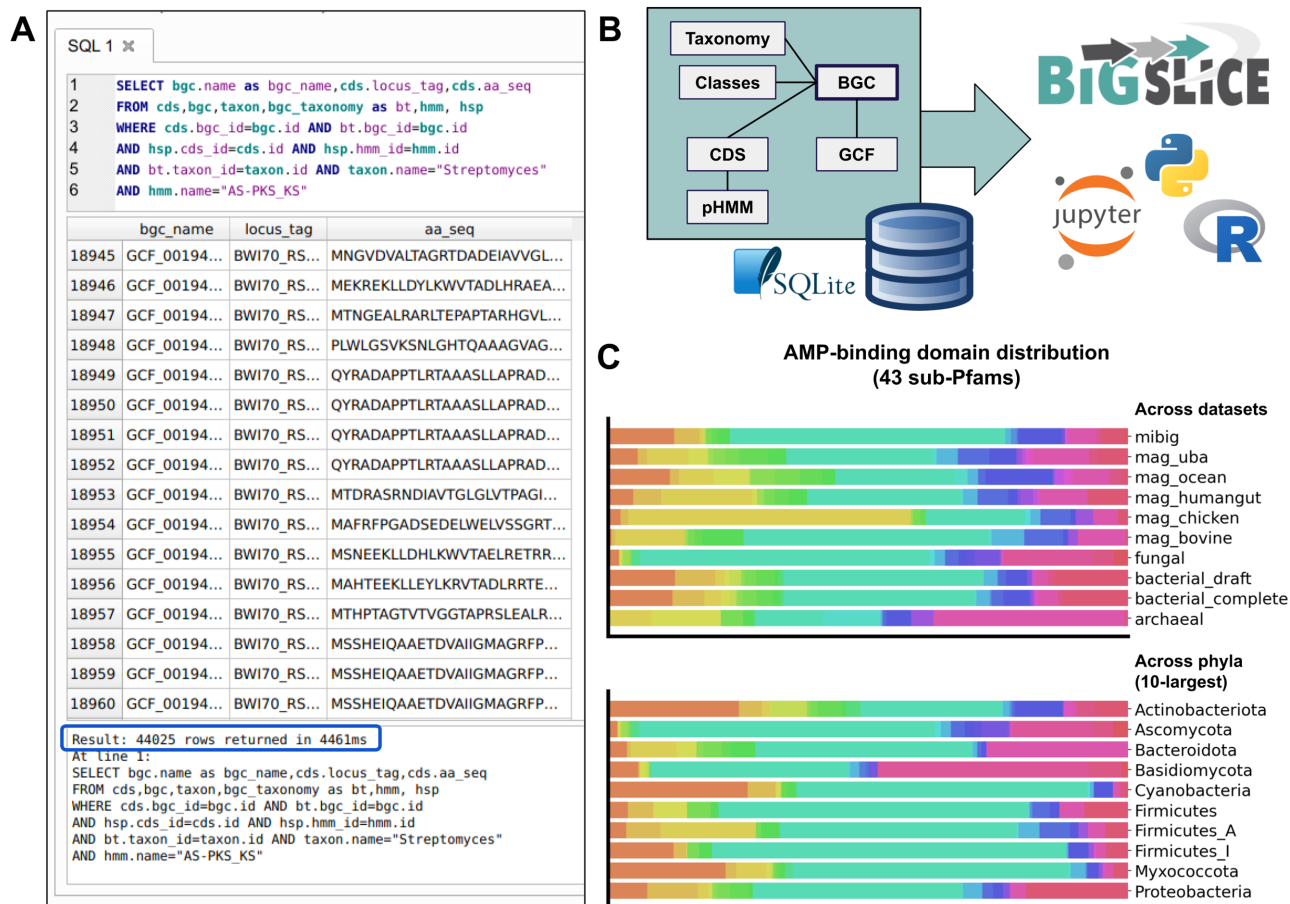 A
SQL 1
1 SELECT bgc.name as bgc_name,cds.locus_tag,cds.aa_seq
2 FROM cds,bgc,taxon,bgc_taxonomy as bt,hmm, hsp
3 WHERE cds.bgc_id=bgc.id AND bt.bgc_id=bgc.id
4 AND hsp.cds_id=cds.id AND hsp.hmm_id=hmm.id
5 AND bt.taxon_id=taxon.id AND taxon.name="Streptomyces"
6 AND hmm.name="AS-PKS_KS"
bgc_name locus_tag aa_seq
18945 GCF_00194... BWI70_RS... MNGVDVALTAGRTDADEIAVVGL...
18946 GCF_00194... BWI70_RS... MEKREKLLDYLKWVTADLHRAEA...
18947 GCF_00194... BWI70_RS... MTNGEALRARLTEPAPTARHGVL...
18948 GCF_00194... BWI70_RS... PLWLGSVKSNLGHTQAAAGVAG...
18949 GCF_00194... BWI70_RS... QYRADAPPTLRTAAASLLAPRAD...
18950 GCF_00194... BWI70_RS... QYRADAPPTLRTAAASLLAPRAD...
18951 GCF_00194... BWI70_RS... QYRADAPPTLRTAAASLLAPRAD...
18952 GCF_00194... BWI70_RS... QYRADAPPTLRTAAASLLAPRAD...
18953 GCF_00194... BWI70_RS... MTDRASRNDIAVTGLGLVTPAGI...
18954 GCF_00194... BWI70_RS... MAFRFPGADSEDELWELVSSGRT...
18955 GCF_00194... BWI70_RS... MSNEEKLLDHLKWVTAELRETRR...
18956 GCF_00194... BWI70_RS... MAHTEEKLLEYLKRVTADLRRTE...
18957 GCF_00194... BWI70_RS... MTHPTAGTVTVGGTAPRSLEALR...
18958 GCF_00194... BWI70_RS... MSSHEIQAAETDVAIIGMAGRFP...
18959 GCF_00194... BWI70_RS... MSSHEIQAAETDVAIIGMAGRFP...
18960 GCF_00194... BWI70_RS... MSSHEIQAAETDVAIIGMAGRFP...
Result: 44025 rows returned in 4461ms
At line 1:
SELECT bgc.name as bgc_name,cds.locus_tag,cds.aa_seq
FROM cds,bgc,taxon,bgc_taxonomy as bt,hmm, hsp
WHERE cds.bgc_id=bgc.id AND bt.bgc_id=bgc.id
AND hsp.cds_id=cds.id AND hsp.hmm_id=hmm.id
AND bt.taxon_id=taxon.id AND taxon.name="Streptomyces"
AND hmm.name="AS-PKS_KS"
B
Taxonomy
Classes
BGC
CDS
GCF
pHMM
SQLite
BiGSLiCE
jupyter
R
C
AMP-binding domain distribution
(43 sub-Pfams)
Across datasets
mibig
mag_uba
mag_ocean
mag_humangut
mag_chicken
mag_bovine
fungal
bacterial_draft
bacterial_complete
archaeal
Across phyla
(10-largest)
Actinobacteriota
Ascomycota
Bacteroidota
Basidiomycota
Cyanobacteria
Firmicutes
Firmicutes_A
Firmicutes_I
Myxococcota
Proteobacteria